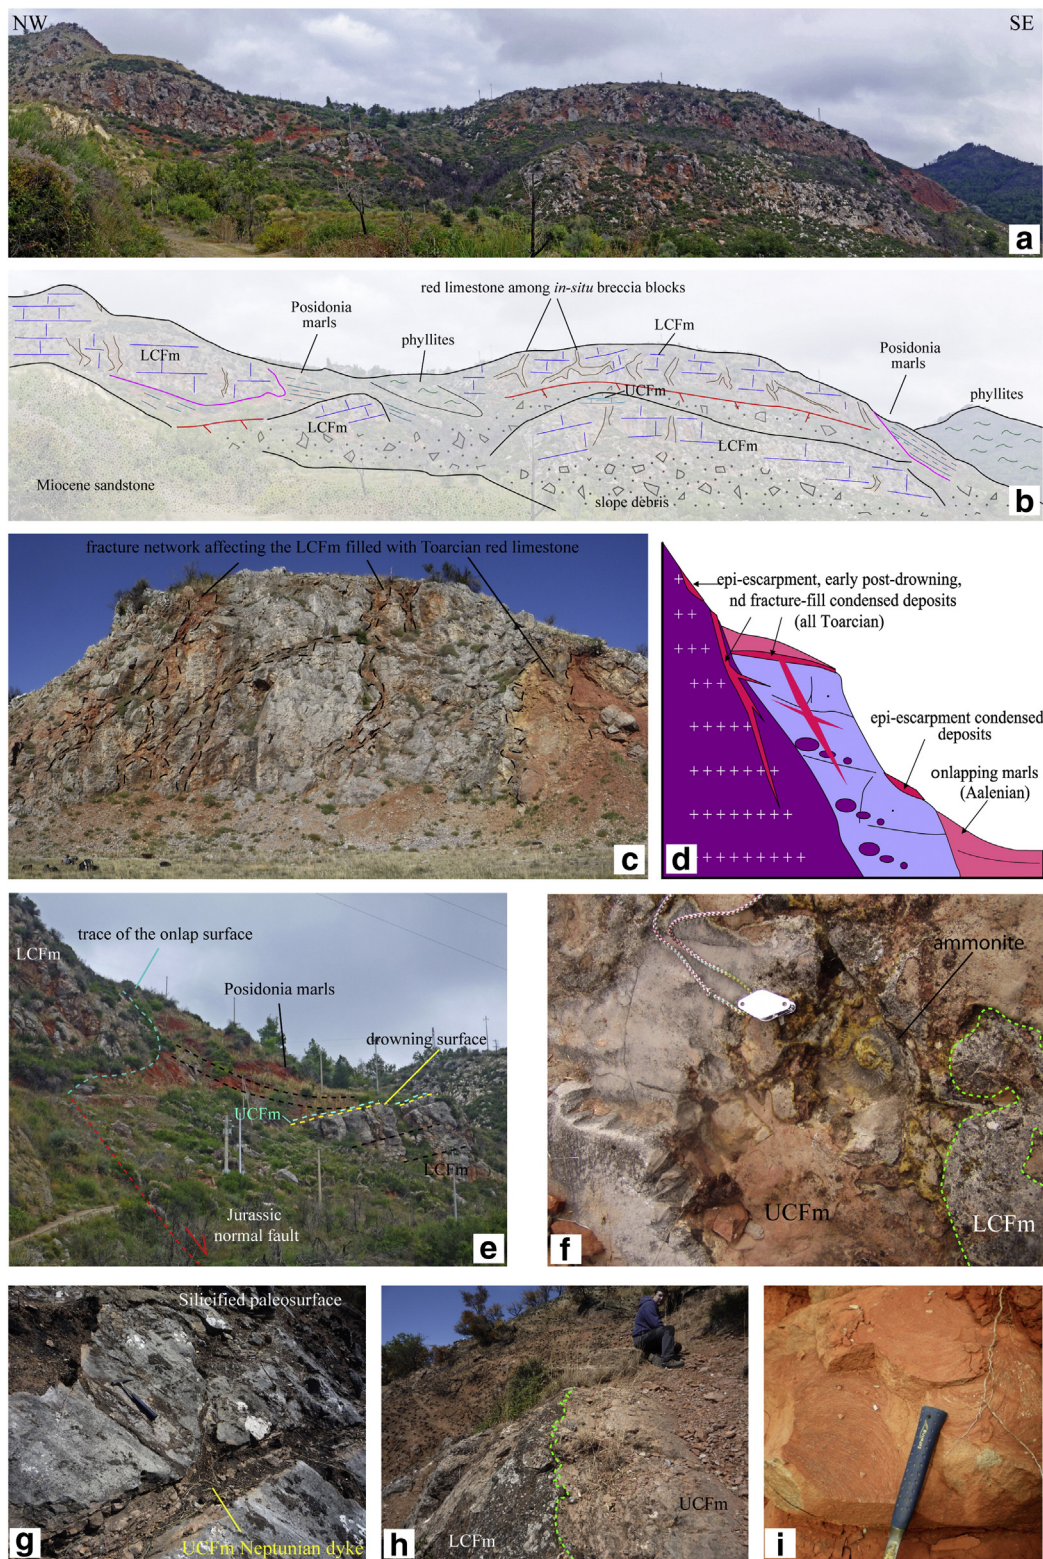 NW
SE
a
red limestone among in-situ breccia blocks
Posidonia
marls
LCFm
phyllites
Posidonia
marls
LCFm
UCFm
phyllites
LCFm
LCFm
Miocene sandstone
slope debris
b
fracture network affecting the LCFm filled with Toarcian red limestone
c
epi-escarpment, early post-drowning,
nd fracture-fill condensed deposits
(all Toarcian)
epi-escarpment condensed
deposits
onlapping marls
(Aalenian)
d
trace of the onlap surface
LCFm
Posidonia marls
drowning surface
UCFm
LCFm
Jurassic
normal fault
e
ammonite
UCFm
LCFm
f
Silicified paleosurface
UCFm Neptunian dyke
g
UCFm
LCFm
h
i